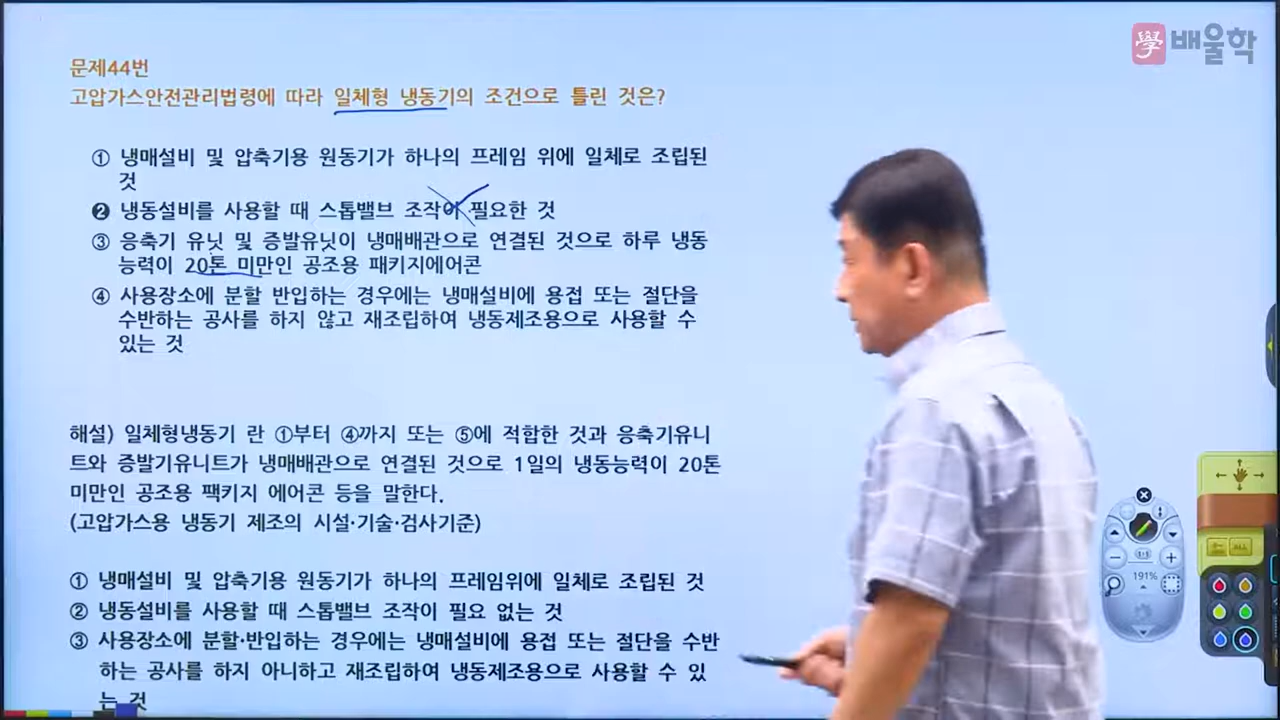 學 배울학
문제44번
고압가스안전관리법령에 따라 일체형 냉동기의 조건으로 틀린 것은?
① 냉매설비 및 압축기용 원동기가 하나의 프레임 위에 일체로 조립된
것
❷ 냉동설비를 사용할 때 스톱밸브 조작이 필요한 것
③ 응축기 유닛 및 증발유닛이 냉매배관으로 연결된 것으로 하루 냉동
능력이 20톤 미만인 공조용 패키지에어콘
④ 사용장소에 분할 반입하는 경우에는 냉매설비에 용접 또는 절단을
수반하는 공사를 하지 않고 재조립하여 냉동제조용으로 사용할 수
있는 것
해설) 일체형냉동기 란 ①부터 ④까지 또는 ⑤에 적합한 것과 응축기유니
트와 증발기유니트가 냉매배관으로 연결된 것으로 1일의 냉동능력이 20톤
미만인 공조용 팩키지 에어콘 등을 말한다.
(고압가스용 냉동기 제조의 시설·기술·검사기준)
① 냉매설비 및 압축기용 원동기가 하나의 프레임위에 일체로 조립된 것
② 냉동설비를 사용할 때 스톱밸브 조작이 필요 없는 것
③ 사용장소에 분할·반입하는 경우에는 냉매설비에 용접 또는 절단을 수반
하는 공사를 하지 아니하고 재조립하여 냉동제조용으로 사용할 수 있
는 것
191%